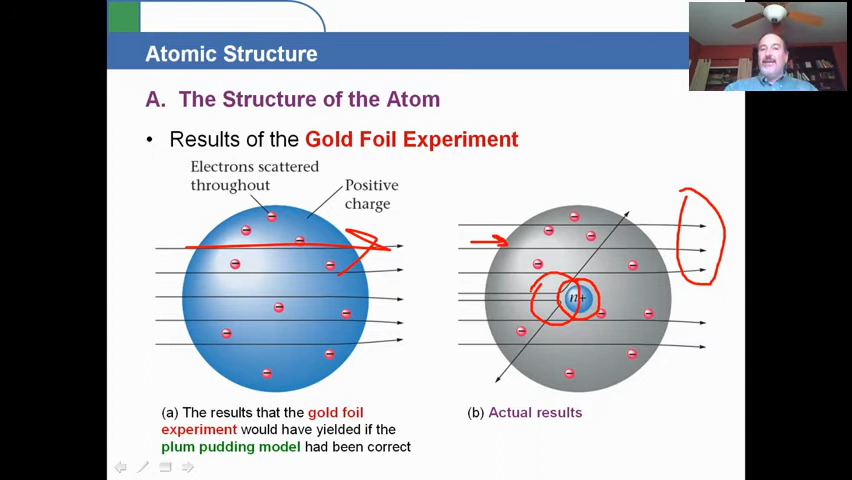 Atomic Structure
A. The Structure of the Atom
• Results of the Gold Foil Experiment
Electrons scattered
throughout
Positive
charge
n+
(a) The results that the gold foil
experiment would have yielded if the
plum pudding model had been correct
(b) Actual results